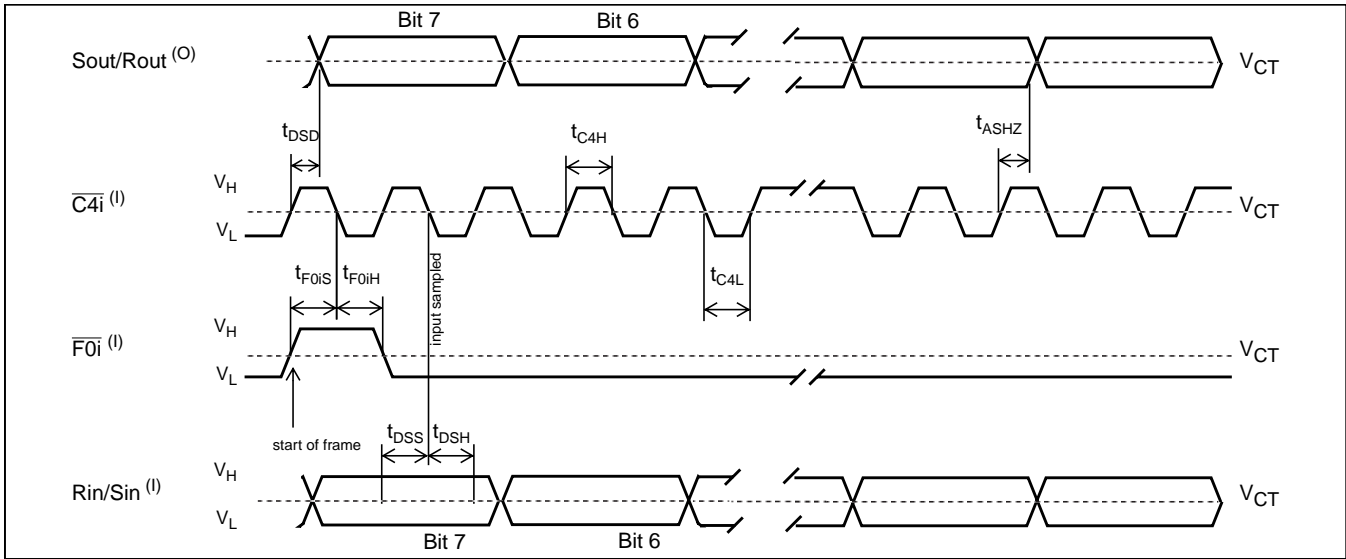 Bit 7 Bit 6
Sout/Rout (O) VCT
tDSD tC4H tASHZ
VH
C4i (I) VCT
VL
tF0iS tF0iH input sampled tC4L
VH
F0i (I) VCT
VL
start of frame tDSS tDSH
VH
Rin/Sin (I) VCT
VL
Bit 7 Bit 6